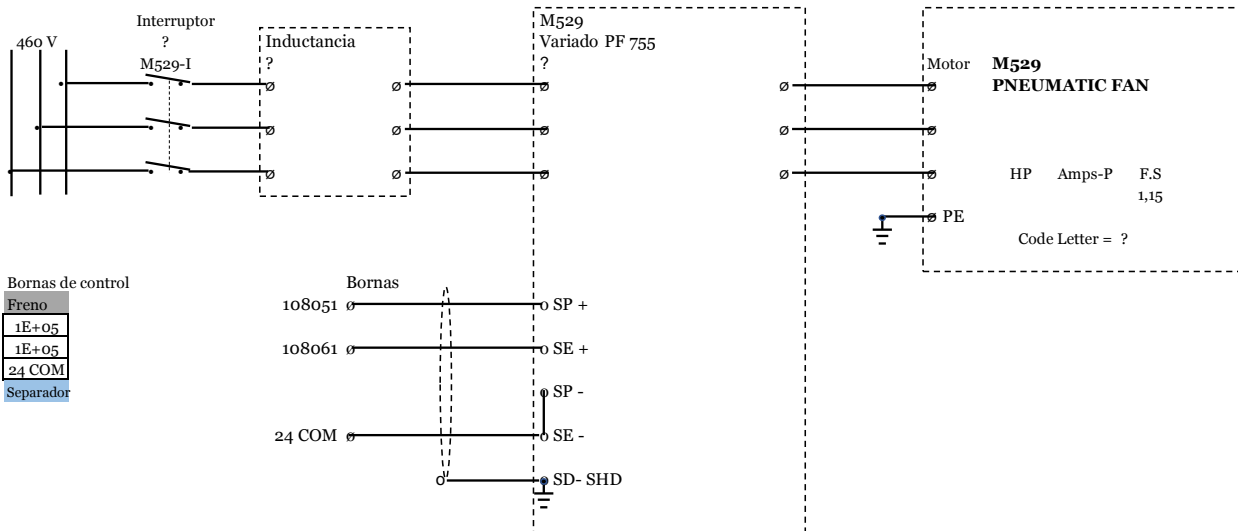 460 V
Interruptor
?
M529-I
Inductancia
?
M529
Variado PF 755
?
Motor M529
PNEUMATIC FAN
HP Amps-P F.S
1,15
PE
Code Letter = ?
Bornas de control
Freno
1E+05
1E+05
24 COM
Separador
Bornas
108051
108061
24 COM
SP +
SE +
SP -
SE -
SD- SHD